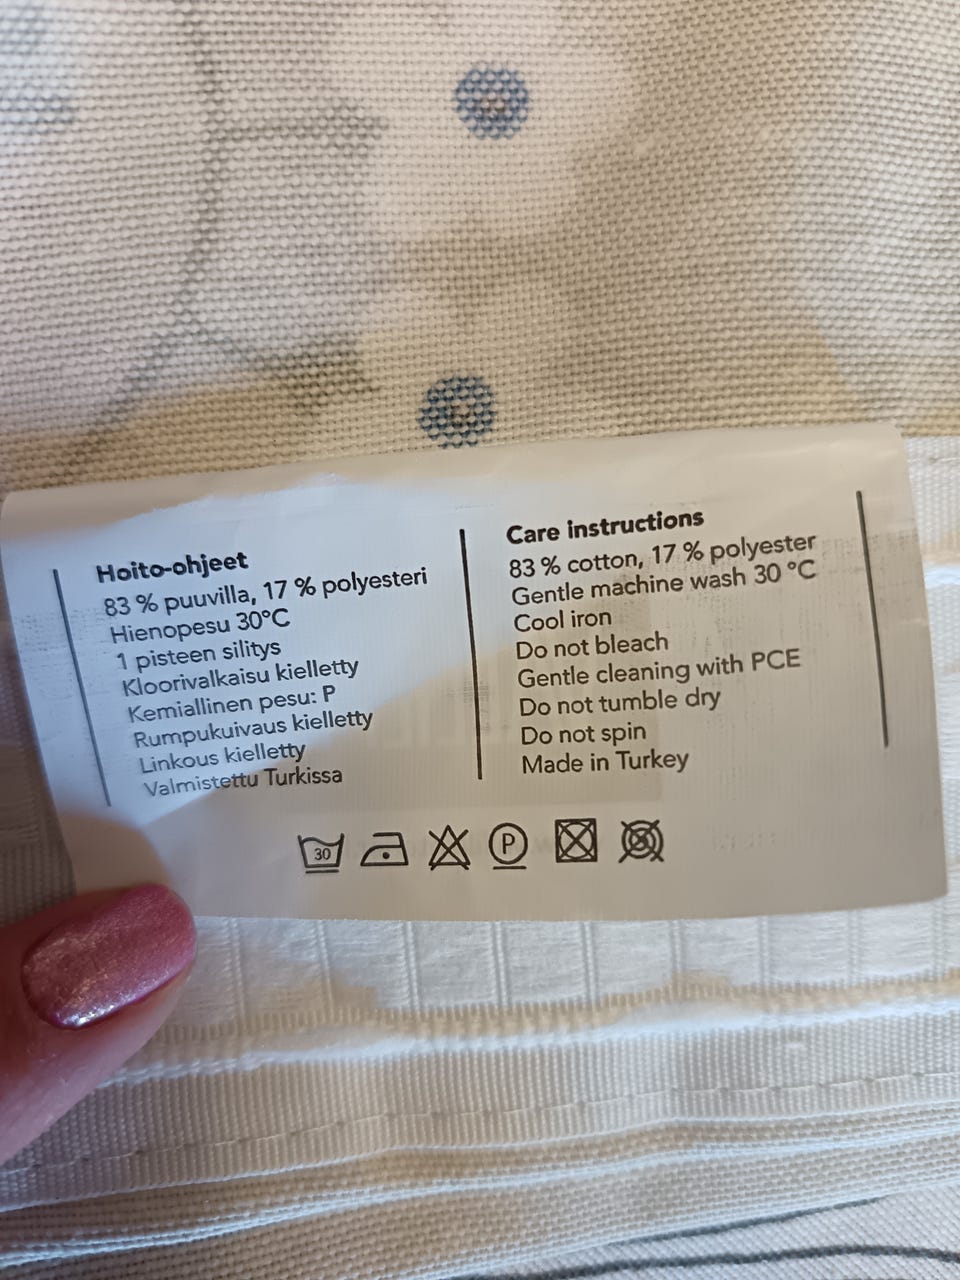 Hoito-ohjeet
83 % puuvilla, 17 % polyesteri
Hienopesu 30°C
1 pisteen silitys
Kloorivalkaisu kielletty
Kemiallinen pesu: P
Rumpukuivaus kielletty
Linkous kielletty
Valmistettu Turkissa
Care instructions
83 % cotton, 17 % polyester
Gentle machine wash 30 °C
Cool iron
Do not bleach
Gentle cleaning with PCE
Do not tumble dry
Do not spin
Made in Turkey
30 P